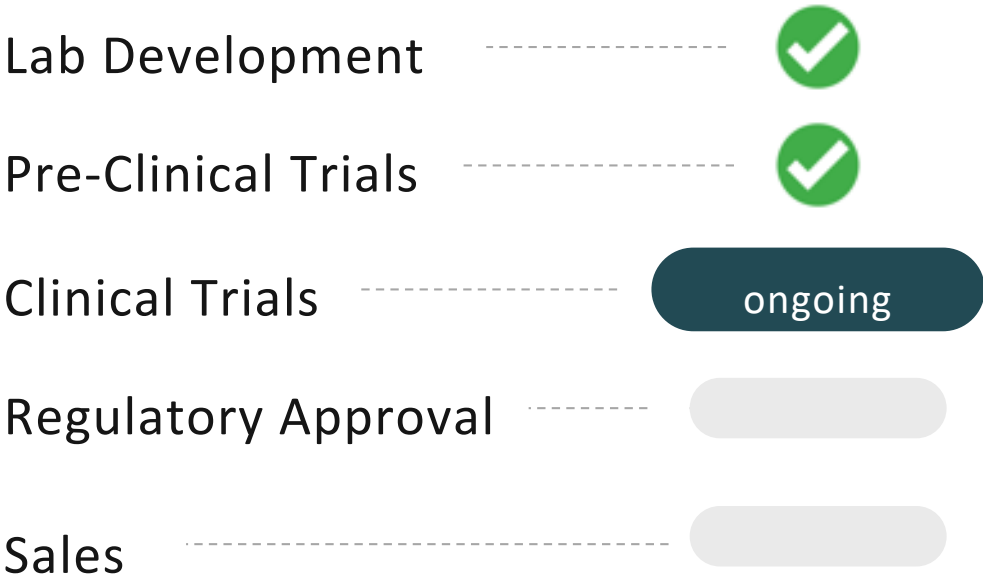 Lab Development
Pre-Clinical Trials
Clinical Trials
ongoing
Regulatory Approval
Sales